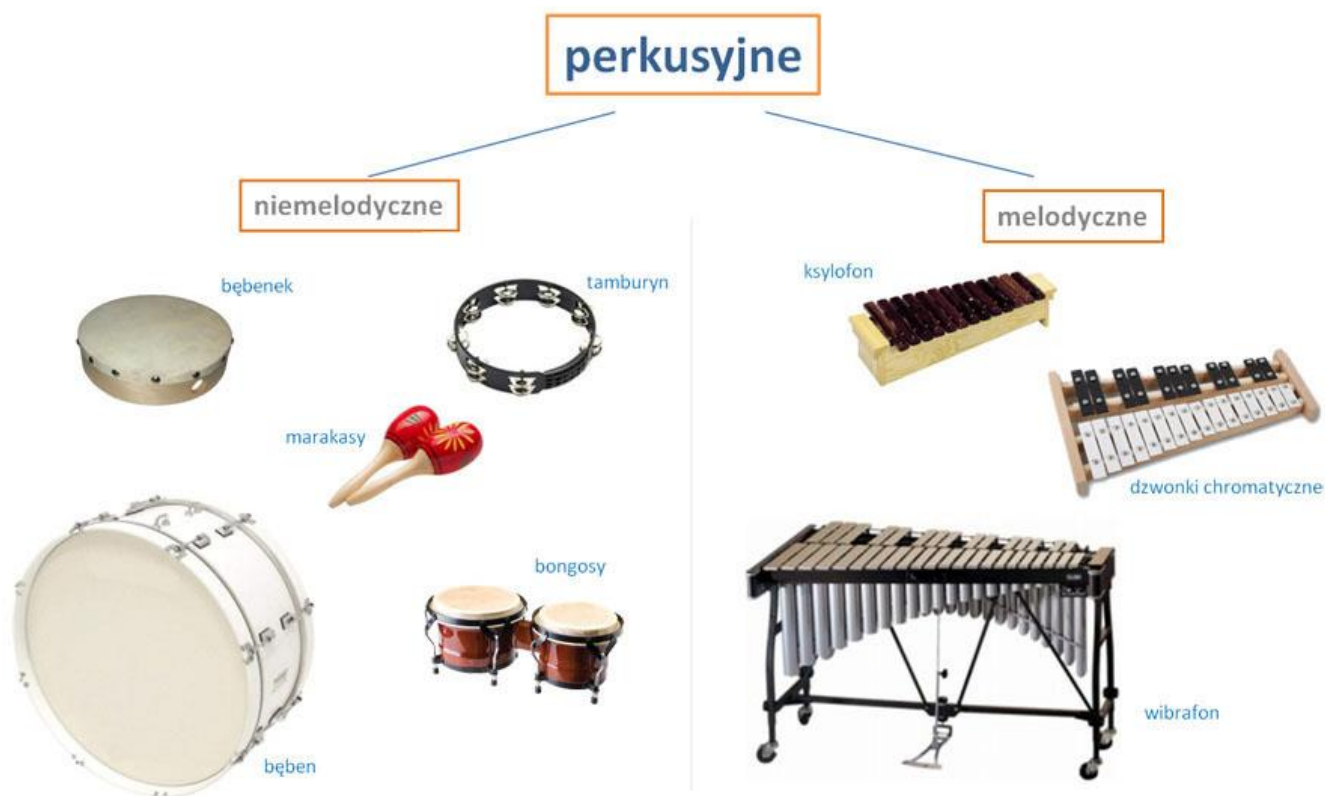 perkusyjne
niemelodyczne
melodyczne
bębenek
tamburyn
marakasy
bongosy
bęben
ksylofon
dzwonki chromatyczne
wibrafon